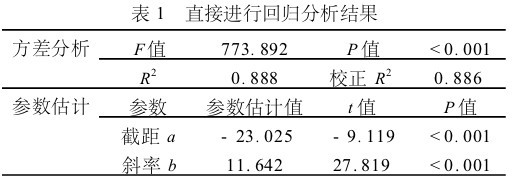 表 1 直接进行回归分析结果
方差分析 F 值 773.892 P 值 <0.001
R² 0.888 校正 R² 0.886
参数估计 参数 参数估计值 t 值 P 值
截距 a - 23.025 - 9.119 <0.001
斜率 b 11.642 27.819 <0.001